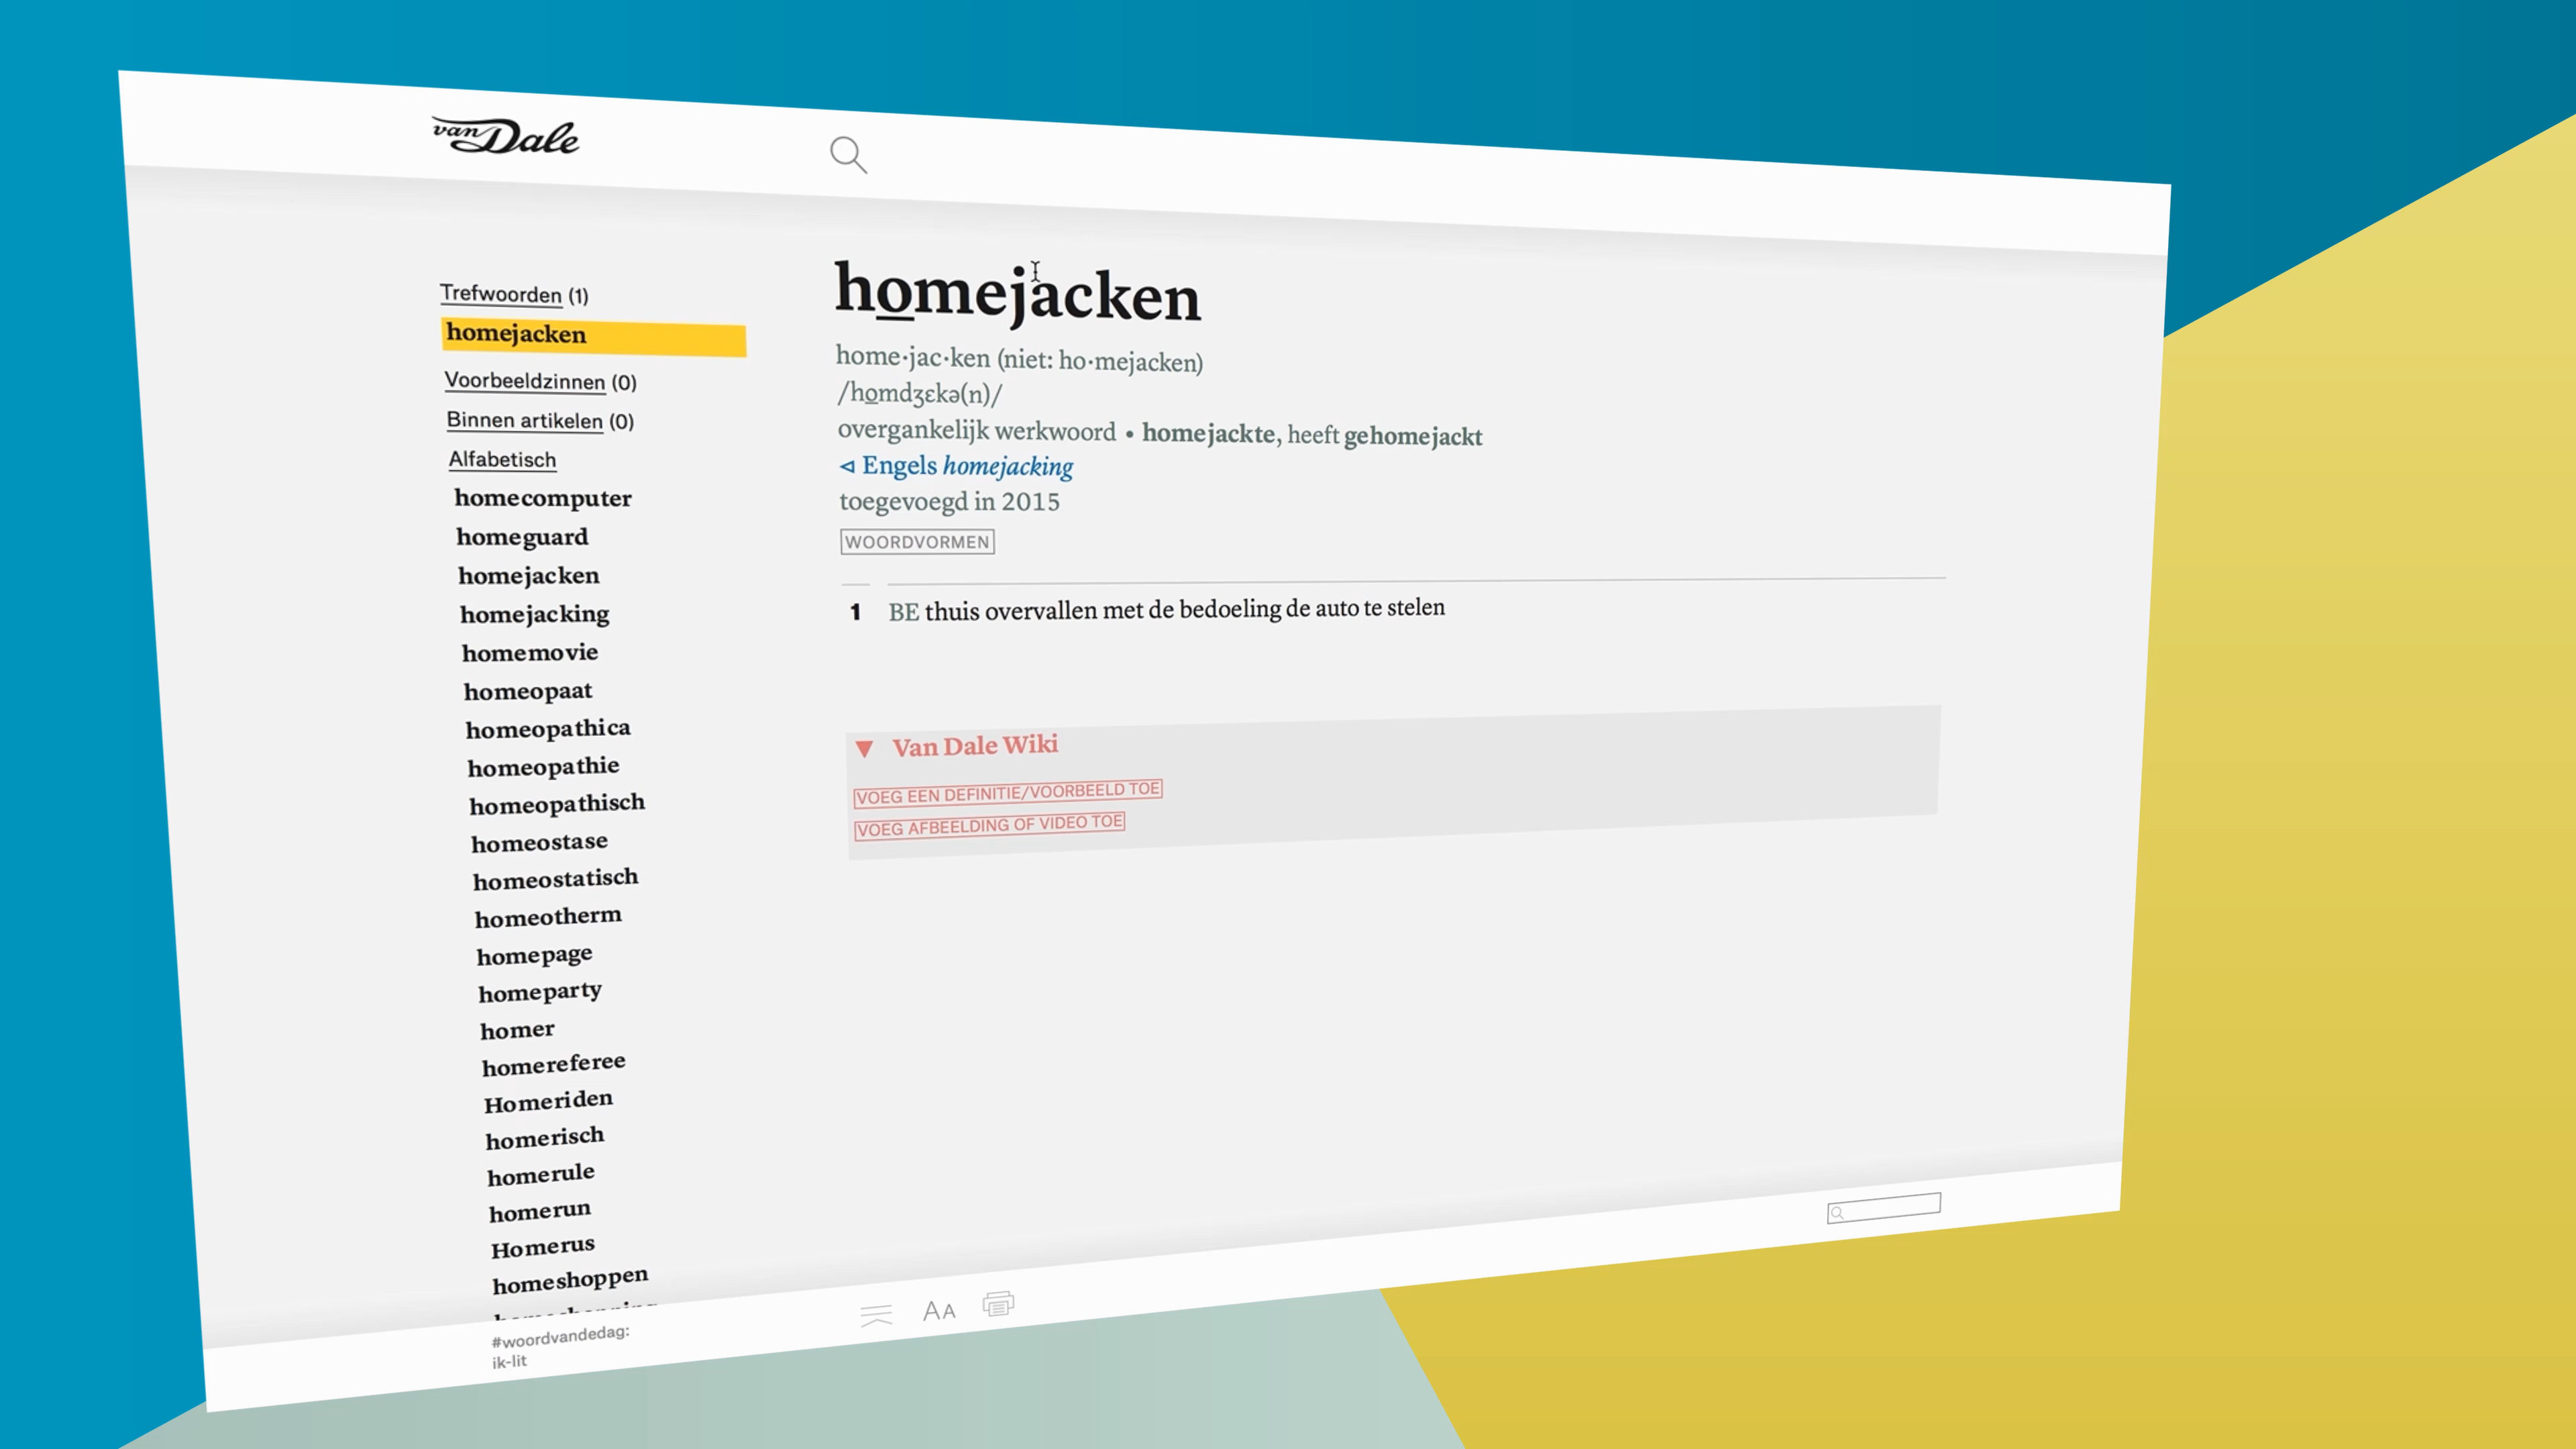 van Dale
Trefwoorden (1)
homejacken
Voorbeeldzinnen (0)
Binnen artikelen (0)
Alfabetisch
homecomputer
homeguard
homejacken
homejacking
homemovie
homeopaat
homeopathica
homeopathie
homeopathisch
homeostase
homeostatisch
homeotherm
homepage
homeparty
homer
homereferee
Homeriden
homerisch
homerule
homerun
Homerus
homeshoppen
#woordvandedag:
ik-lit
homejacken
home·jac·ken (niet: ho·mejacken)
/homdʒɛkə(n)/
overgankelijk werkwoord • homejackte, heeft gehomejackt
⊲ Engels homejacking
toegevoegd in 2015
WOORDVORMEN
1 BE thuis overvallen met de bedoeling de auto te stelen
▼ Van Dale Wiki
VOEG EEN DEFINITIE/VOORBEELD TOE
VOEG AFBEELDING OF VIDEO TOE
AA